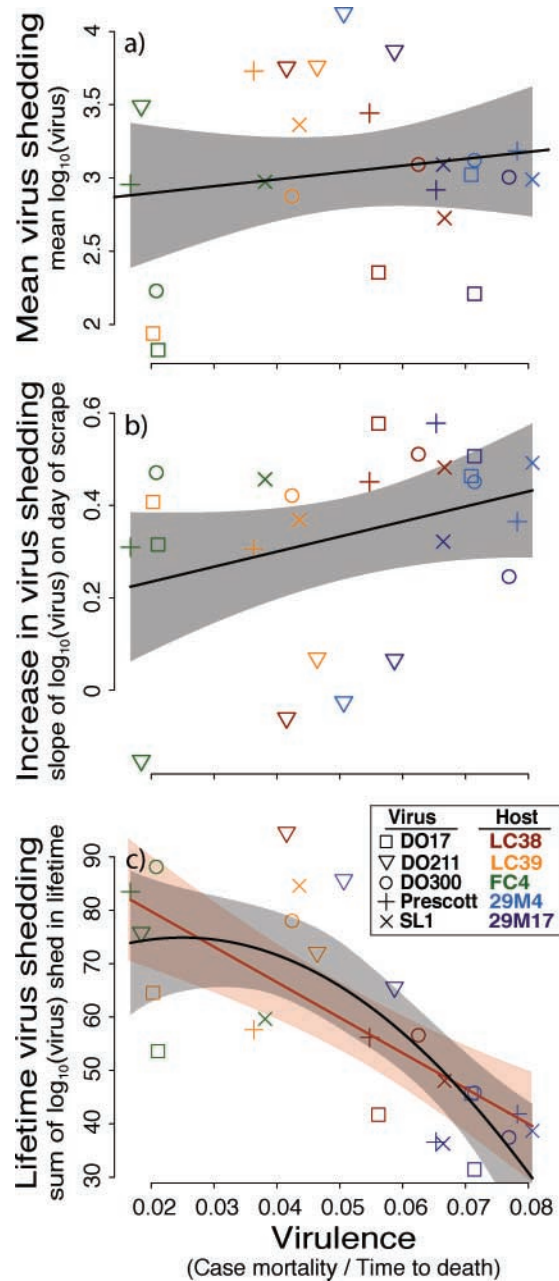 a)
Mean virus shedding
mean log10(virus)
4
3.5
3
2.5
2
b)
Increase in virus shedding
slope of log10(virus) on day of scrape
0.6
0.4
0.2
0
c)
Lifetime virus shedding
sum of log10(virus) shed in lifetime
90
80
70
60
50
40
30
Virus Host
DO17 LC38
DO211 LC39
DO300 FC4
Prescott 29M4
SL1 29M17
0.02 0.03 0.04 0.05 0.06 0.07 0.08
Virulence
(Case mortality / Time to death)